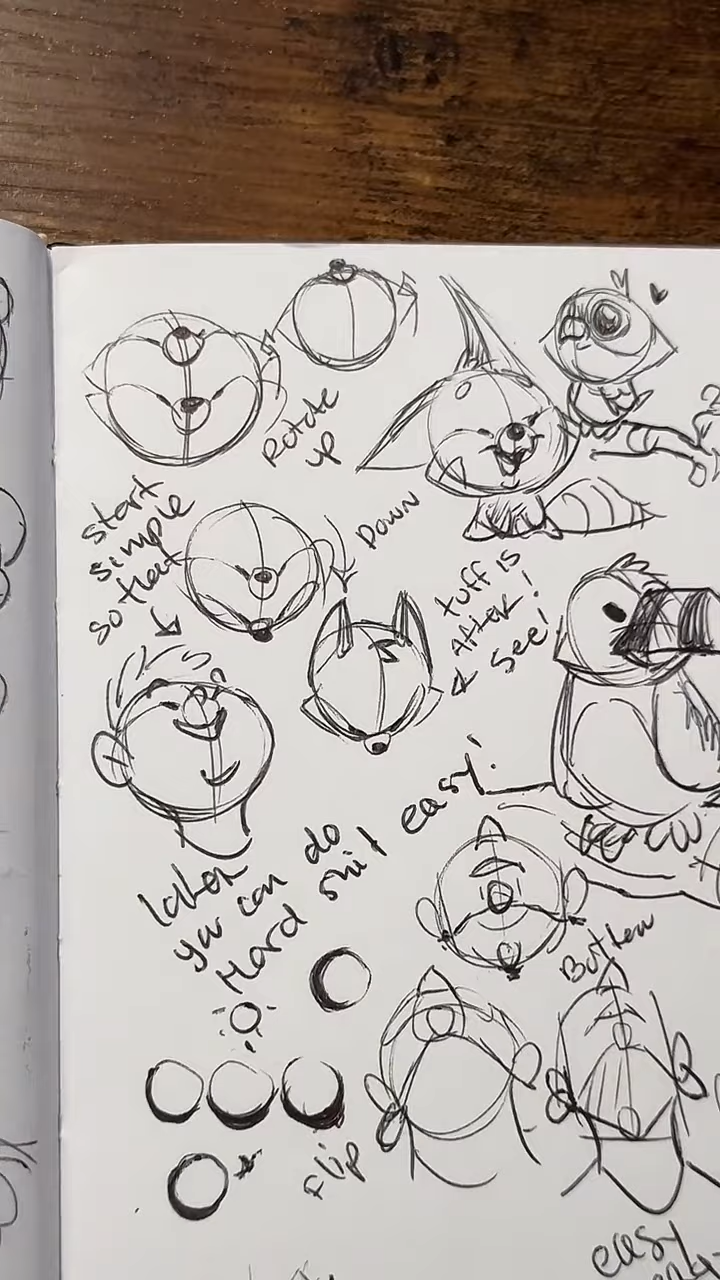 Rotate
up
Down
start
simple
so that
tuff is
After!
& see!
later
you can do
Hard shit easy!
Bottom
flip
easy